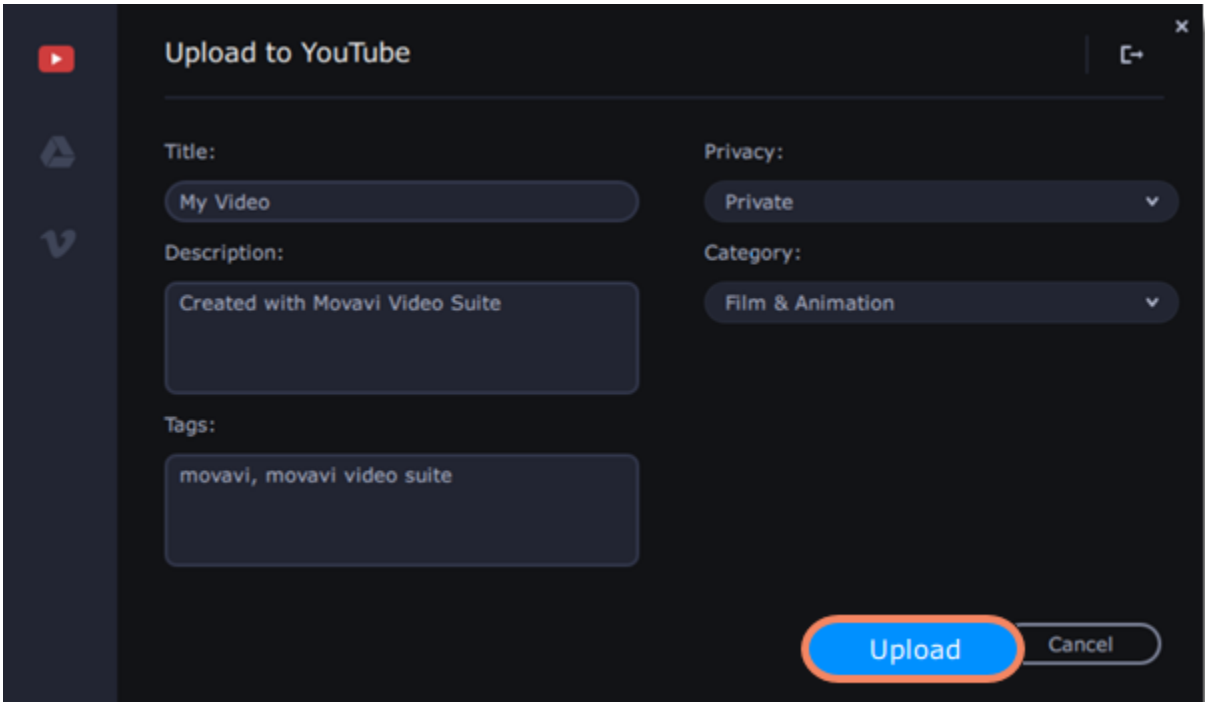 Upload to YouTube
Title:
My Video
Description:
Created with Movavi Video Suite
Tags:
movavi, movavi video suite
Privacy:
Private
Category:
Film & Animation
Upload
Cancel